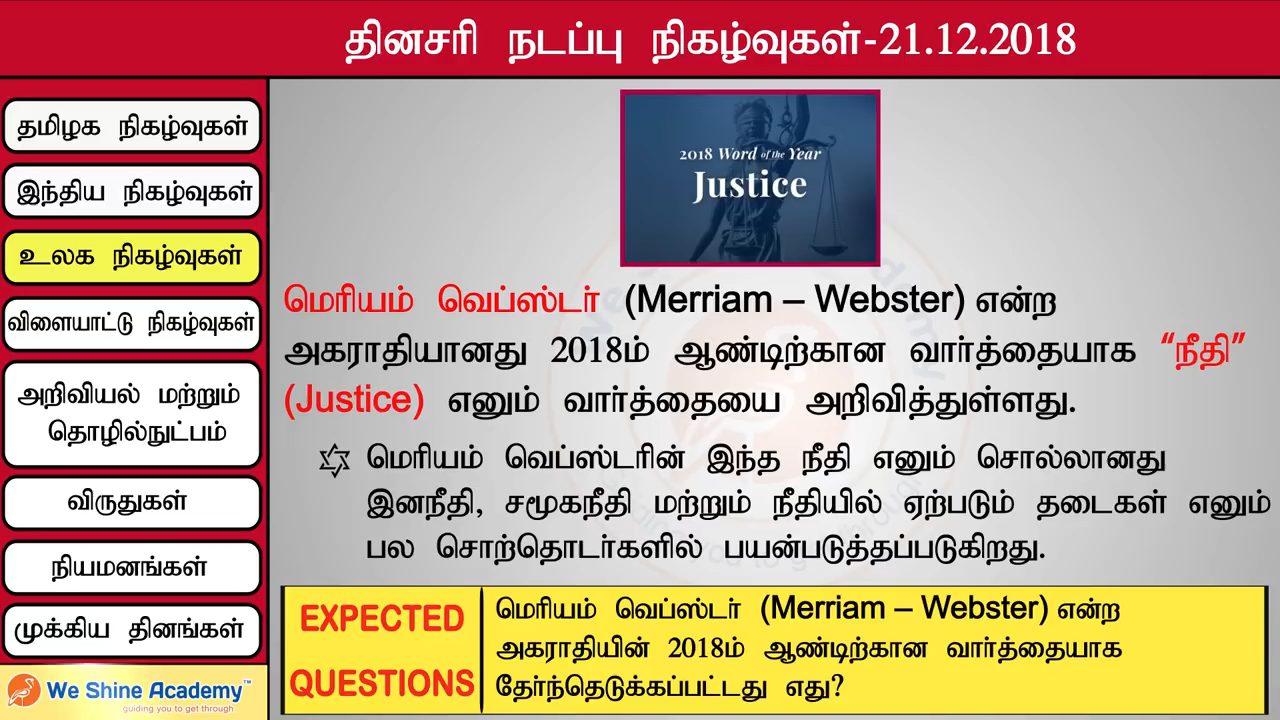 தினசரி நடப்பு நிகழ்வுகள்-21.12.2018
தமிழக நிகழ்வுகள்
இந்திய நிகழ்வுகள்
உலக நிகழ்வுகள்
விளையாட்டு நிகழ்வுகள்
அறிவியல் மற்றும்
தொழில்நுட்பம்
விருதுகள்
நியமனங்கள்
முக்கிய தினங்கள்
We Shine Academy™
guiding you to get through
2018 Word of the Year
Justice
மெரியம் வெப்ஸ்டர் (Merriam – Webster) என்ற
அகராதியானது 2018ம் ஆண்டிற்கான வார்த்தையாக “நீதி”
(Justice) எனும் வார்த்தையை அறிவித்துள்ளது.
மெரியம் வெப்ஸ்டரின் இந்த நீதி எனும் சொல்லானது
இனநீதி, சமூகநீதி மற்றும் நீதியில் ஏற்படும் தடைகள் எனும்
பல சொற்தொடர்களில் பயன்படுத்தப்படுகிறது.
EXPECTED
QUESTIONS
மெரியம் வெப்ஸ்டர் (Merriam – Webster) என்ற
அகராதியின் 2018ம் ஆண்டிற்கான வார்த்தையாக
தேர்ந்தெடுக்கப்பட்டது எது?